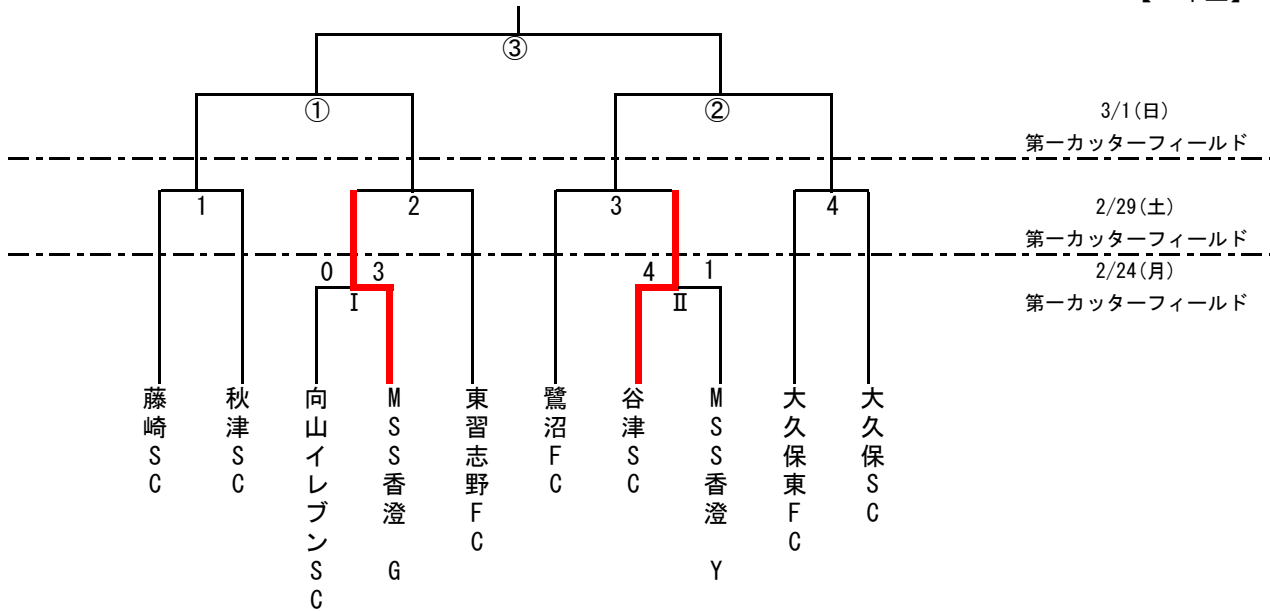 ③
①
②
3/1(日)
第一カッターフィールド
1
2
3
4
2/29(土)
第一カッターフィールド
0
3
4
1
2/24(月)
第一カッターフィールド
Ⅰ
Ⅱ
藤崎SC
秋津SC
向山イレブンSC
MSS香澄 G
東習志野FC
鷺沼FC
谷津SC
MSS香澄 Y
大久保東FC
大久保SC